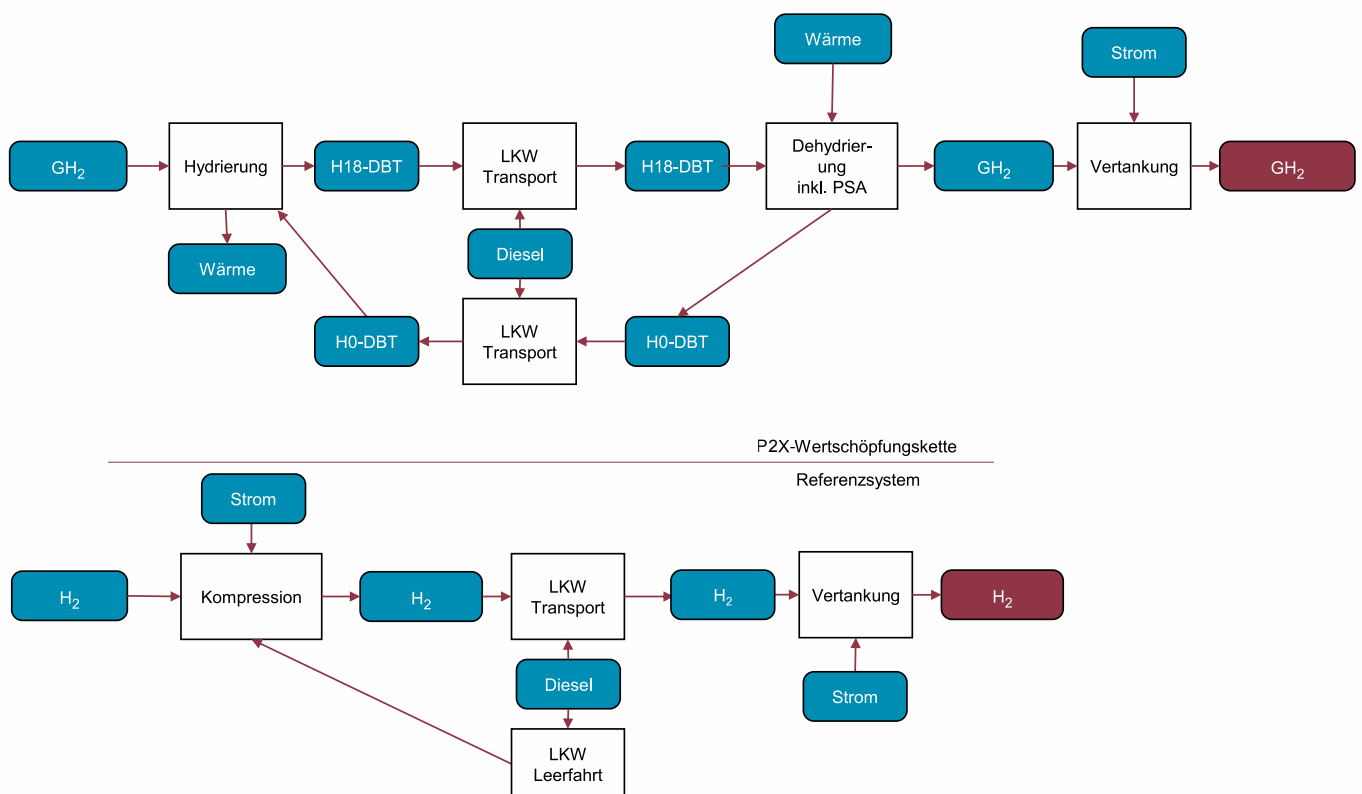 Wärme
Strom
GH₂
Hydrierung
H18-DBT
LKW
Transport
H18-DBT
Dehydrier-
ung
inkl. PSA
GH₂
Vertankung
GH₂
Wärme
Diesel
H0-DBT
LKW
Transport
H0-DBT
P2X-Wertschöpfungskette
Referenzsystem
Strom
H₂
Kompression
H₂
LKW
Transport
H₂
Vertankung
H₂
Diesel
Strom
LKW
Leerfahrt